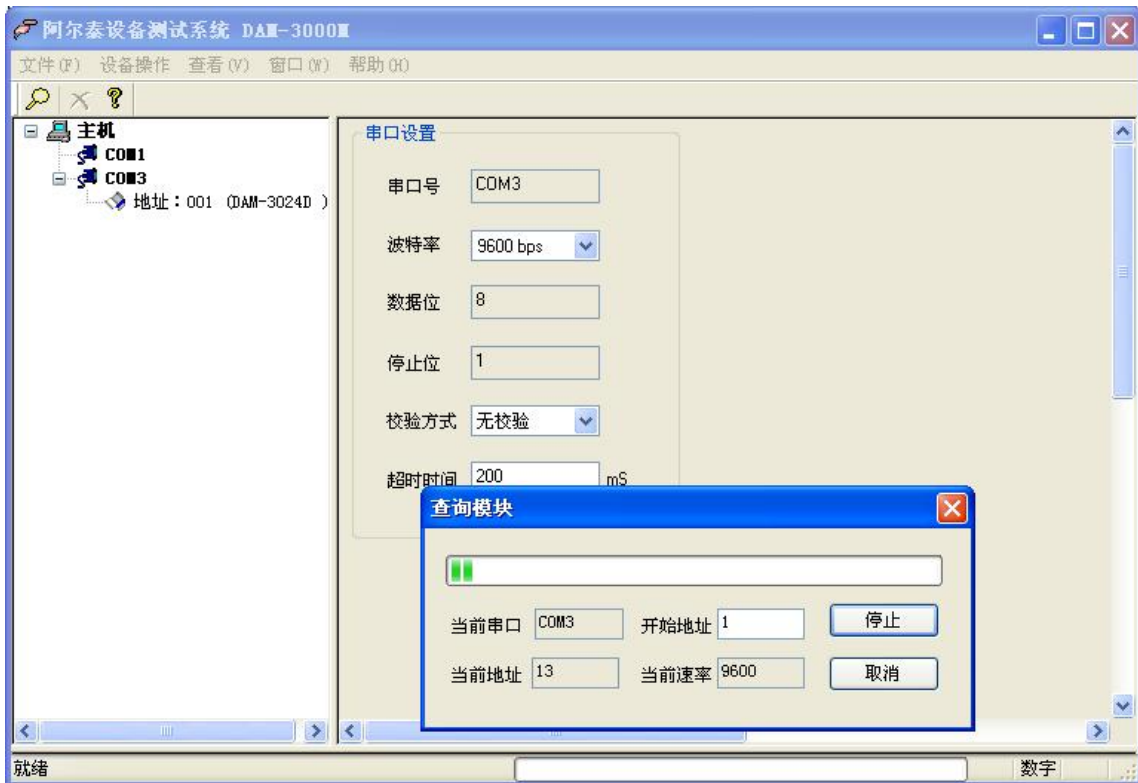 阿尔泰设备测试系统 DAM-3000M
文件(F) 设备操作 查看(V) 窗口(W) 帮助(H)
主机
COM1
COM3
地址：001 (DAM-3024D )
串口设置
串口号 COM3
波特率 9600 bps
数据位 8
停止位 1
校验方式 无校验
超时时间 200 mS
查询模块
当前串口 COM3 开始地址 1 停止
当前地址 13 当前速率 9600 取消
就绪 数字